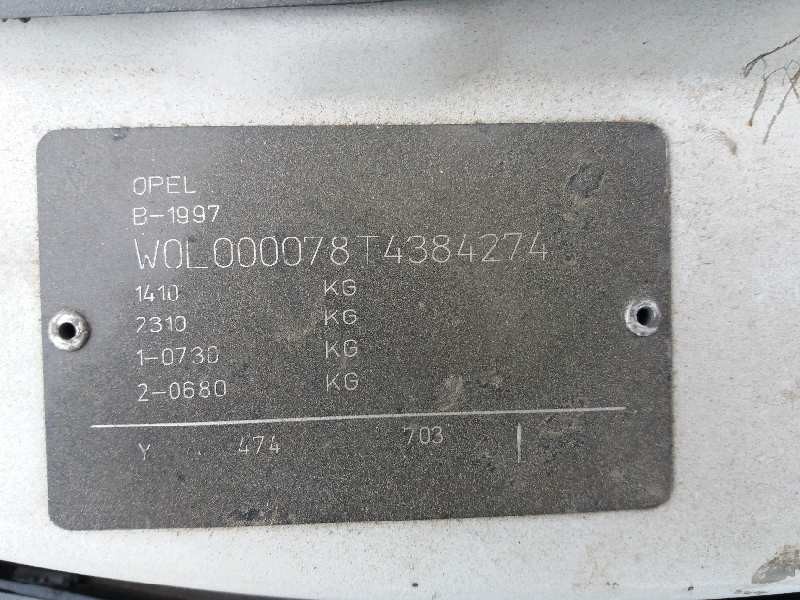 OPEL
B-1997
W0L000078T4384274
1410 KG
2310 KG
1-0730 KG
2-0680 KG
Y 474 703 |